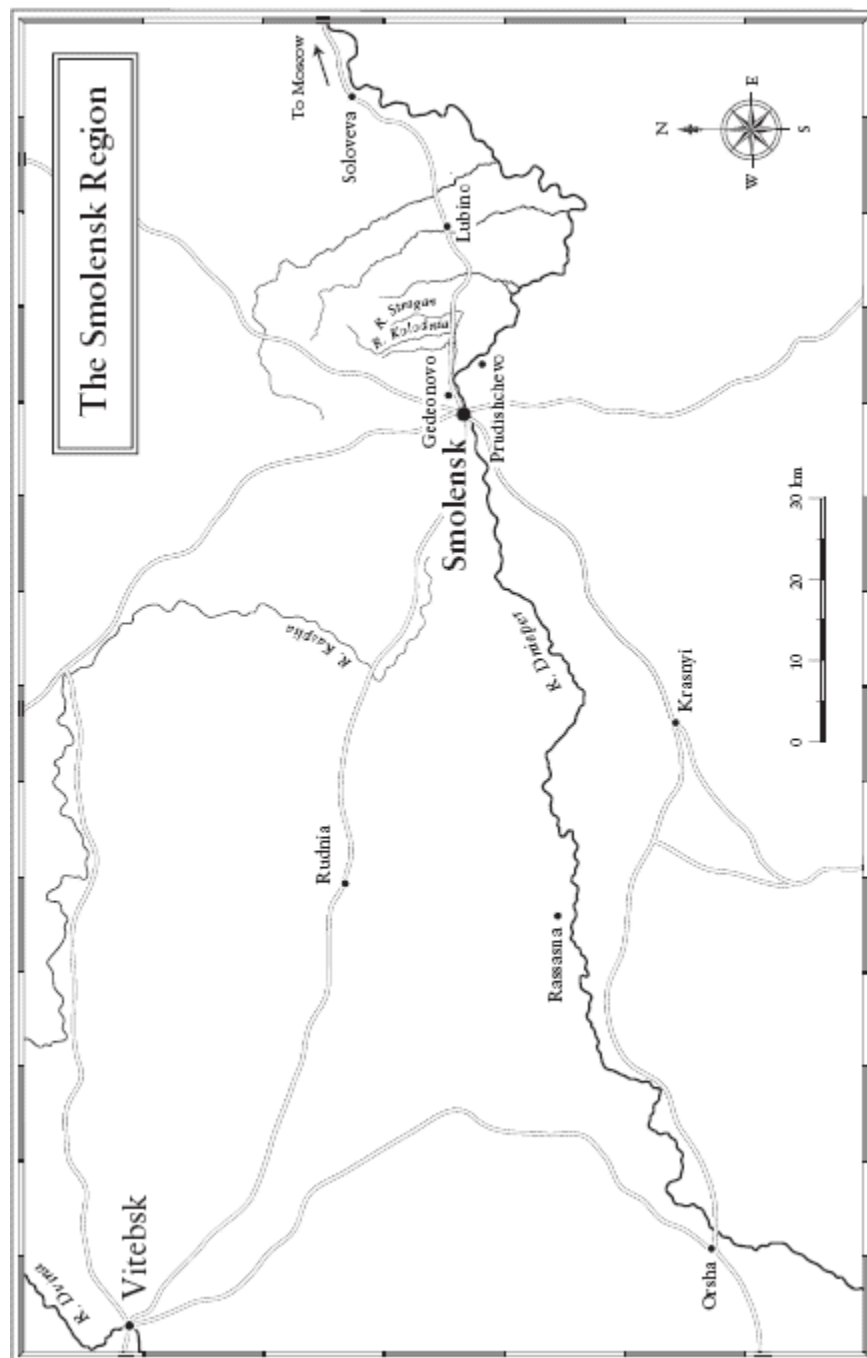 The Smolensk Region
To Moscow
Soloveva
Lubino
R. Stragan
R. Kolodnia
Gedeonovo
Smolensk
Prudishchevo
R. Kasplia
R. Dnieper
Krasnyi
Rudnia
Rassasna
R. Dvina
Vitebsk
Orsha
N
E
S
W
0 10 20 30 km